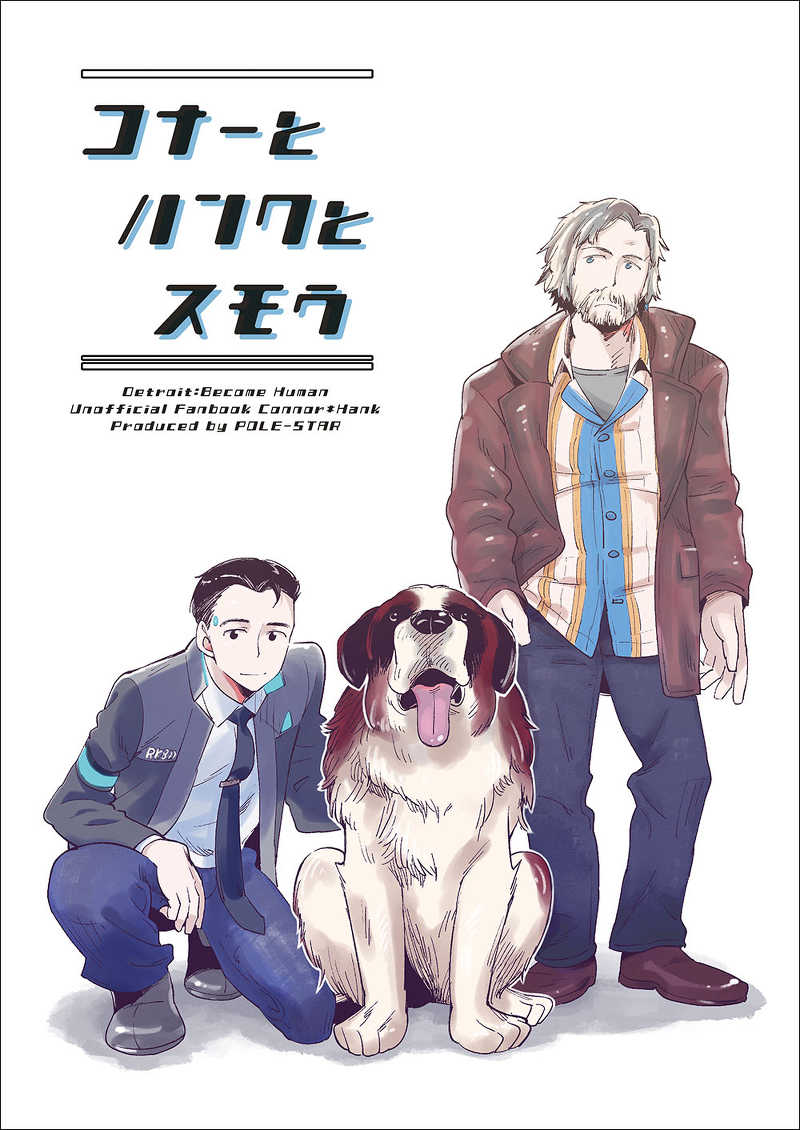 コナーと
ハンクと
スモウ
Detroit:Become Human
Unofficial Fanbook Connor*Hank
Produced by POLE-STAR